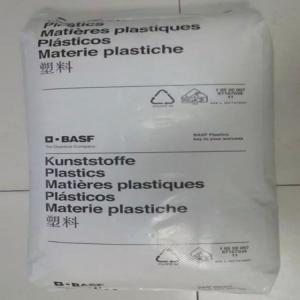 Plastics
Matières plastiques
Plásticos
Materie plastiche
塑料
BASF
The Chemical Company
BASF Plastics
key to your success
Kunststoffe
Plastics
Matières plastiques
Plásticos
Materie plastiche
塑料
BASF